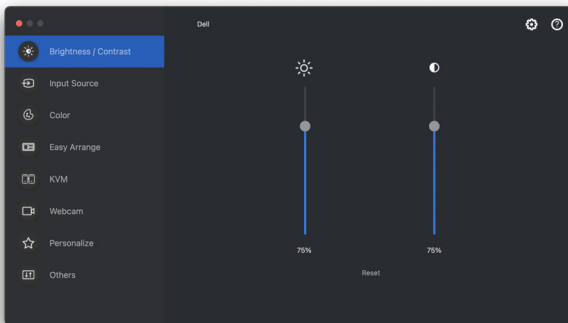 Dell
Brightness / Contrast
Input Source
Color
Easy Arrange
KVM
Webcam
Personalize
Others
75%
75%
Reset